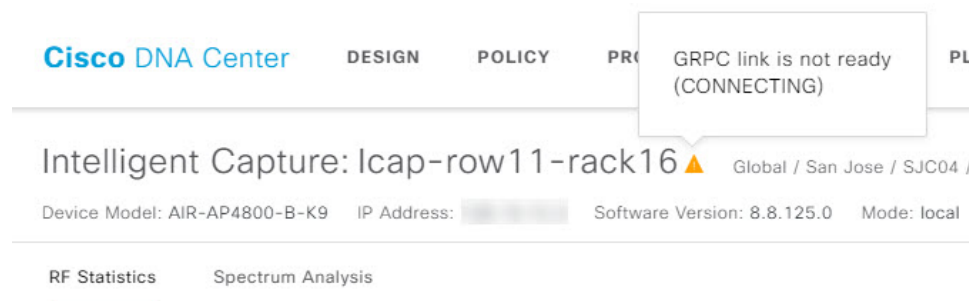 Cisco DNA Center DESIGN POLICY
GRPC link is not ready
(CONNECTING)
Intelligent Capture: Icap-row11-rack16 Global / San Jose / SJC04 /
Device Model: AIR-AP4800-B-K9 IP Address: Software Version: 8.8.125.0 Mode: local
RF Statistics Spectrum Analysis